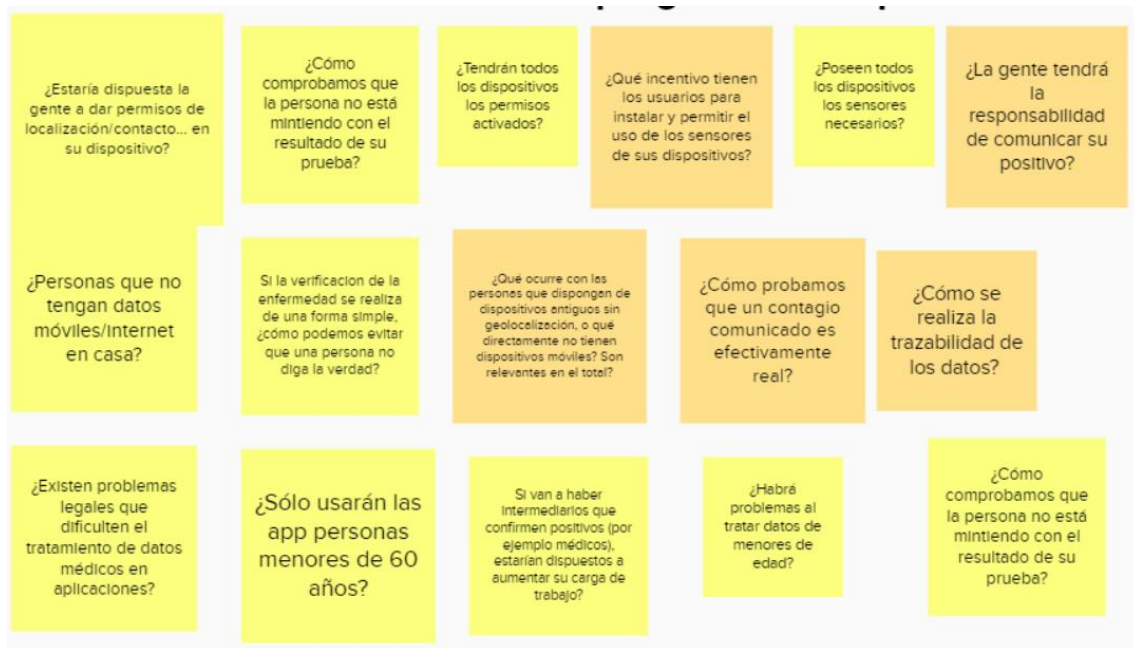 ¿Estaría dispuesta la
gente a dar permisos de
localización/contacto... en
su dispositivo?
¿Cómo
comprobamos que
la persona no está
mintiendo con el
resultado de su
prueba?
¿Tendrán todos
los dispositivos
los permisos
activados?
¿Qué incentivo tienen
los usuarios para
instalar y permitir el
uso de los sensores
de sus dispositivos?
¿Poseen todos
los dispositivos
los sensores
necesarios?
¿La gente tendrá
la
responsabilidad
de comunicar su
positivo?
¿Personas que no
tengan datos
móviles/internet
en casa?
Si la verificacion de la
enfermedad se realiza
de una forma simple,
¿cómo podemos evitar
que una persona no
diga la verdad?
¿Qué ocurre con las
personas que dispongan de
dispositivos antiguos sin
geolocalización, o qué
directamente no tienen
dispositivos móviles? Son
relevantes en el total?
¿Cómo probamos
que un contagio
comunicado es
efectivamente
real?
¿Cómo se
realiza la
trazabilidad de
los datos?
¿Existen problemas
legales que
dificulten el
tratamiento de datos
médicos en
aplicaciones?
¿Sólo usarán las
app personas
menores de 60
años?
Si van a haber
intermediarios que
confirmen positivos (por
ejemplo médicos),
estarían dispuestos a
aumentar su carga de
trabajo?
¿Habrá
problemas al
tratar datos de
menores de
edad?
¿Cómo
comprobamos que
la persona no está
mintiendo con el
resultado de su
prueba?